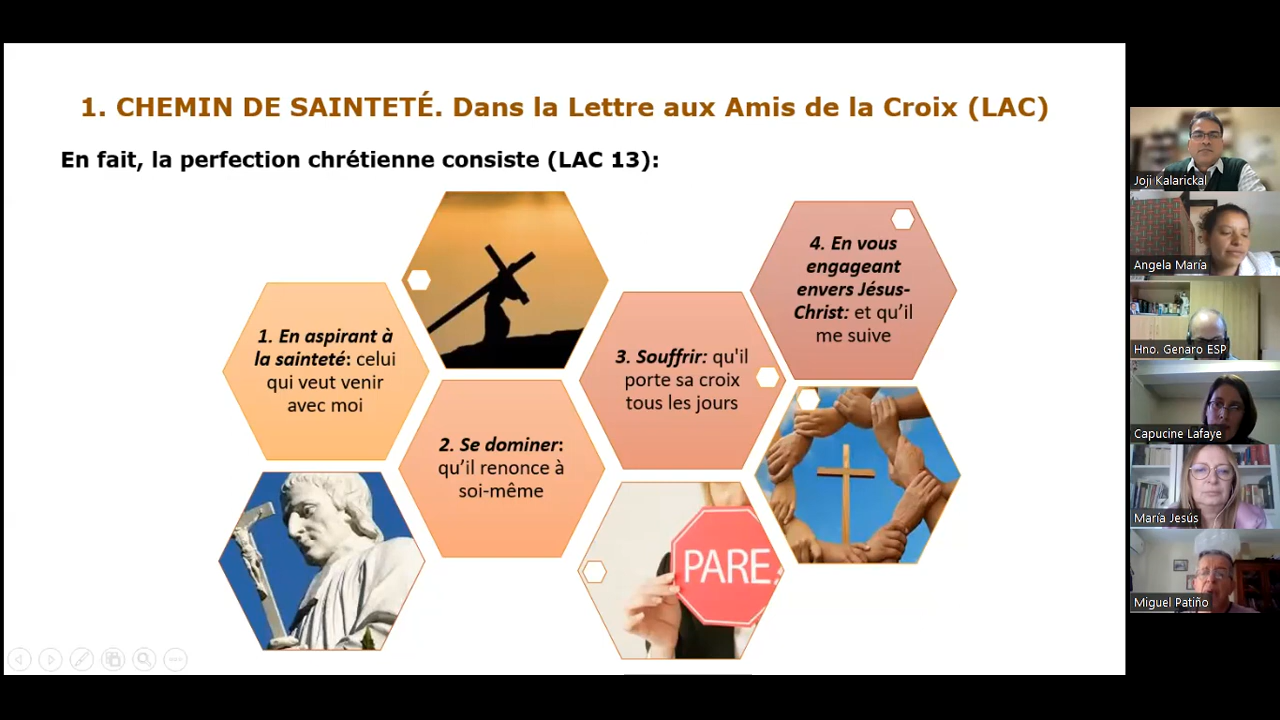 1. CHEMIN DE SAINTETÉ. Dans la Lettre aux Amis de la Croix (LAC)
En fait, la perfection chrétienne consiste (LAC 13):
1. En aspirant à
la sainteté: celui
qui veut venir
avec moi
2. Se dominer:
qu’il renonce à
soi-même
3. Souffrir: qu'il
porte sa croix
tous les jours
4. En vous
engageant
envers Jésus-
Christ: et qu’il
me suive
PARE
Joji Kalarickal
Angela María
Hno. Genaro ESP
Capucine Lafaye
María Jesús
Miguel Patiño